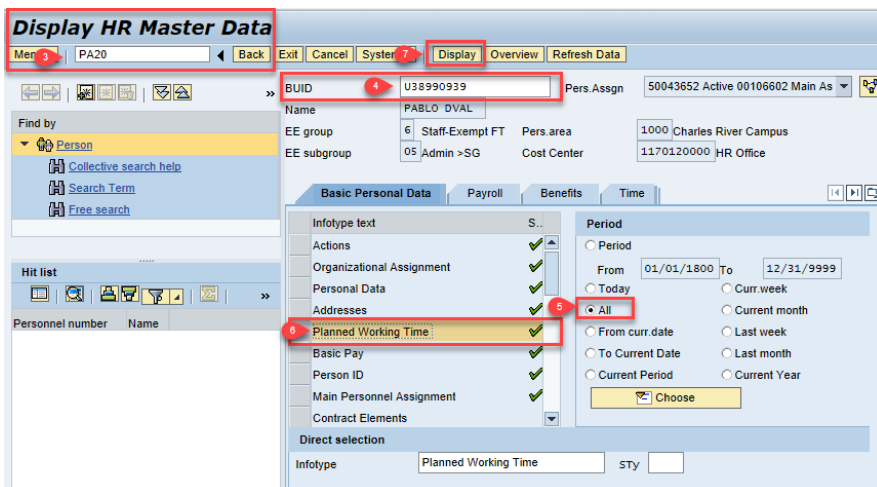 Display HR Master Data
Men 3 PA20 Back Exit Cancel Syste 7 Display Overview Refresh Data
BUID 4 U38990939 Pers.Assgn 50043652 Active 00106602 Main As
Name PABLO DVAL
EE group 6 Staff-Exempt FT Pers.area 1000 Charles River Campus
EE subgroup 05 Admin >SG Cost Center 1170120000 HR Office
Find by
Person
Collective search help
Search Term
Free search
Hit list
Personnel number Name
Basic Personal Data Payroll Benefits Time
Infotype text S..
Actions
Organizational Assignment
Personal Data
Addresses
6 Planned Working Time
Basic Pay
Person ID
Main Personnel Assignment
Contract Elements
Period
Period
From 01/01/1800 To 12/31/9999
Today Curr.week
5 All Current month
From curr.date Last week
To Current Date Last month
Current Period Current Year
Choose
Direct selection
Infotype Planned Working Time STy